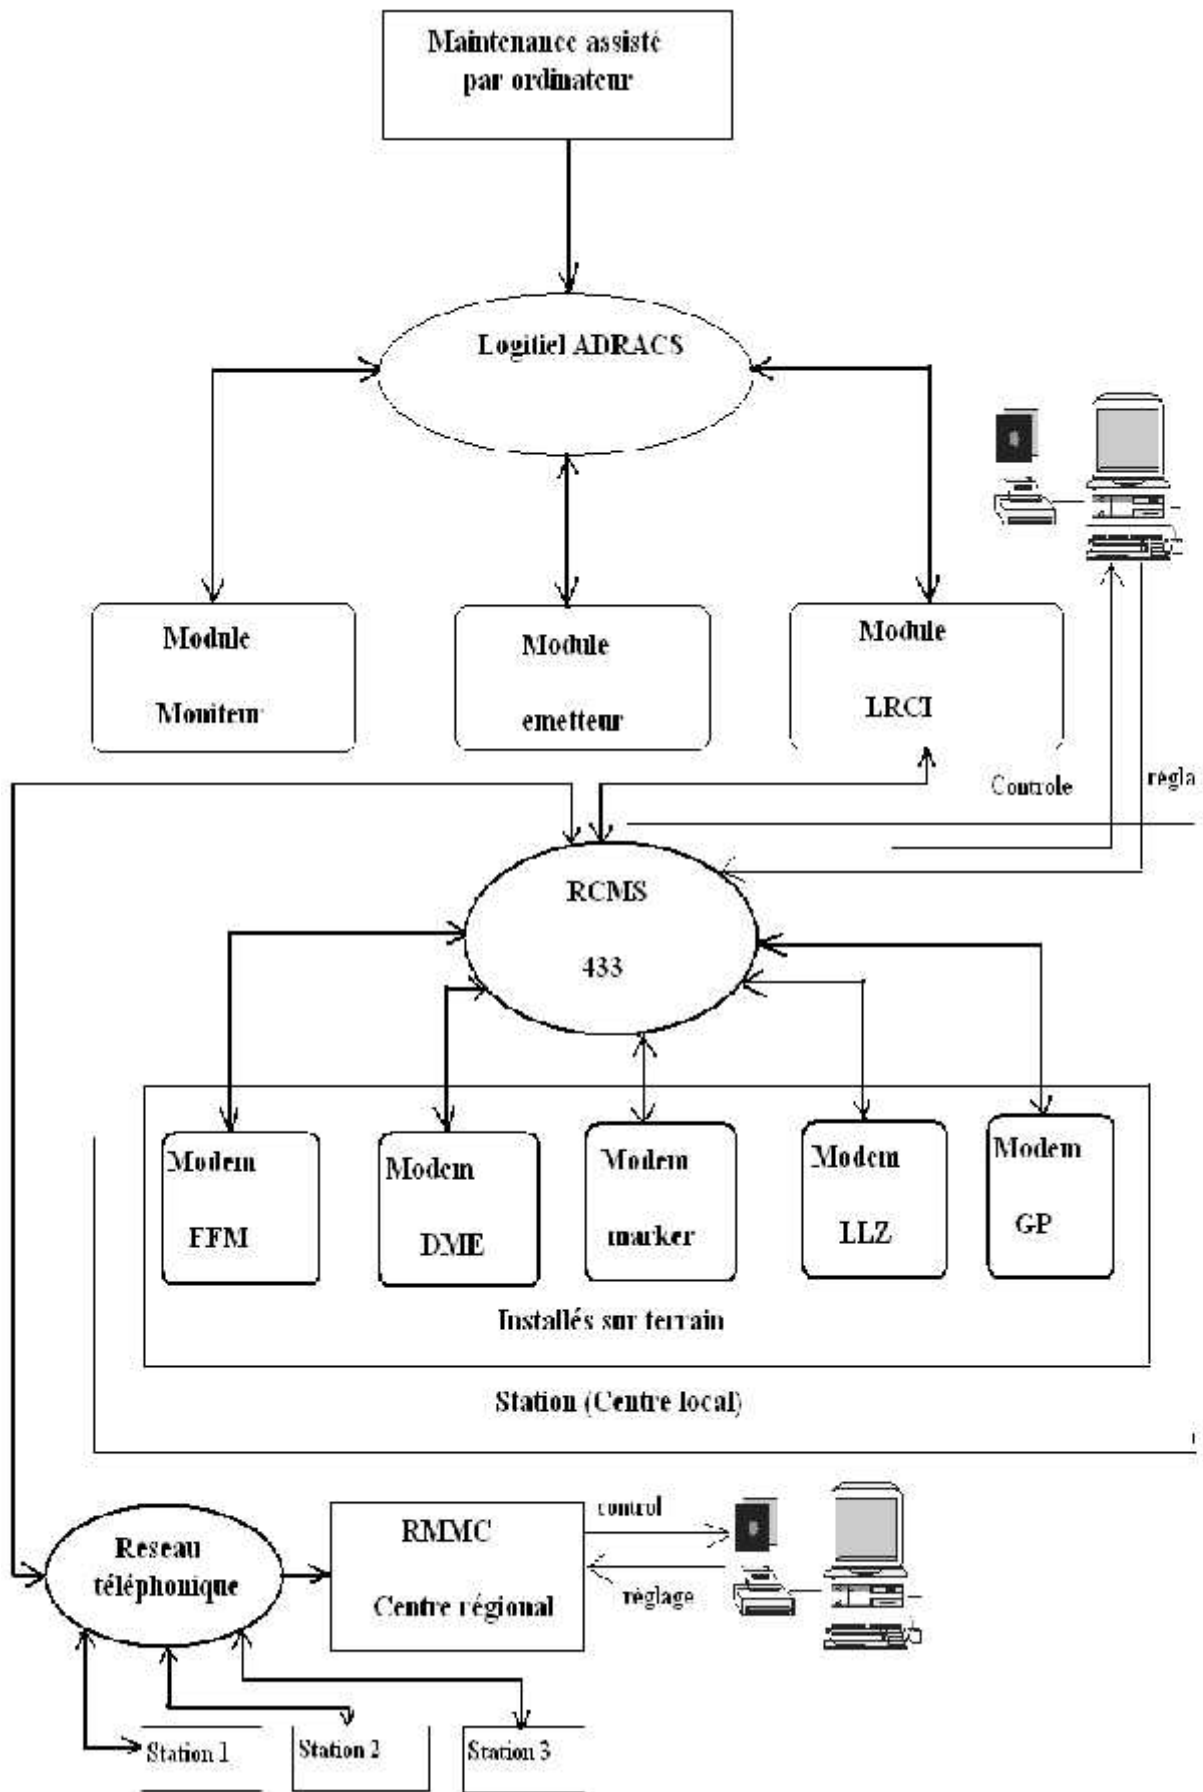 Maintenance assisté
par ordinateur
Logitiel ADRACS
Module
Moniteur
Module
emetteur
Module
LRCI
Controle
régla
RCMS
433
Modem
FFM
Modem
DME
Modem
marker
Modem
LLZ
Modem
GP
Installés sur terrain
Station (Centre local)
Reseau
téléphonique
RMMC
Centre régional
control
réglage
Station 1
Station 2
Station 3